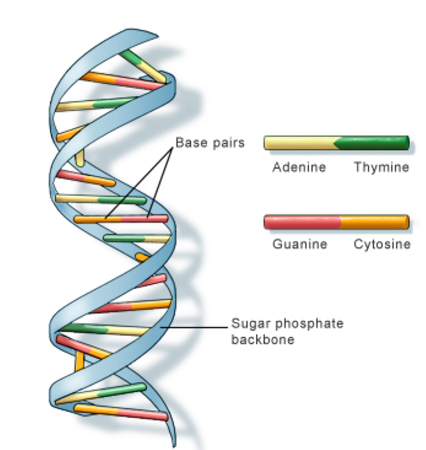 Base pairs
Adenine Thymine
Guanine Cytosine
Sugar phosphate
backbone